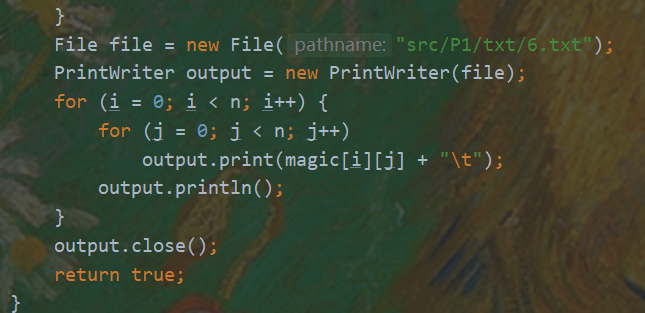 }
File file = new File( pathname: "src/P1/txt/6.txt");
PrintWriter output = new PrintWriter(file);
for (i = 0; i < n; i++) {
for (j = 0; j < n; j++)
output.print(magic[i][j] + "\t");
output.println();
}
output.close();
return true;
}